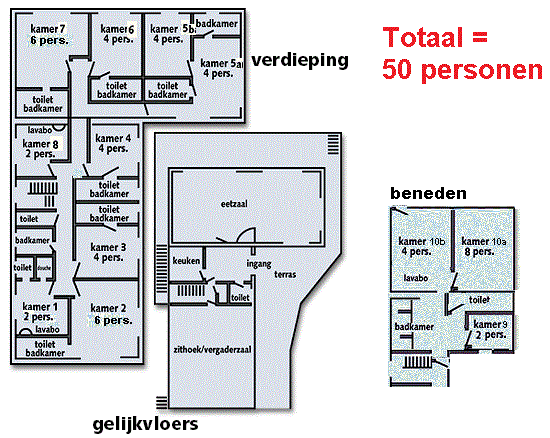 Totaal =
50 personen
verdieping
kamer 7
6 pers.
kamer 6
4 pers.
kamer 5b
4 pers.
badkamer
kamer 5a
4 pers.
toilet
badkamer
toilet
badkamer
toilet
badkamer
lavabo
kamer 8
2 pers.
kamer 4
4 pers.
toilet
badkamer
toilet
badkamer
toilet
badkamer
kamer 3
4 pers.
toilet
douche
kamer 1
2 pers.
lavabo
kamer 2
6 pers.
toilet
badkamer
eetzaal
keuken
ingang
terras
toilet
zithoek/vergaderzaal
gelijkvloers
beneden
kamer 10b
4 pers.
kamer 10a
8 pers.
lavabo
toilet
badkamer
kamer 9
2 pers.